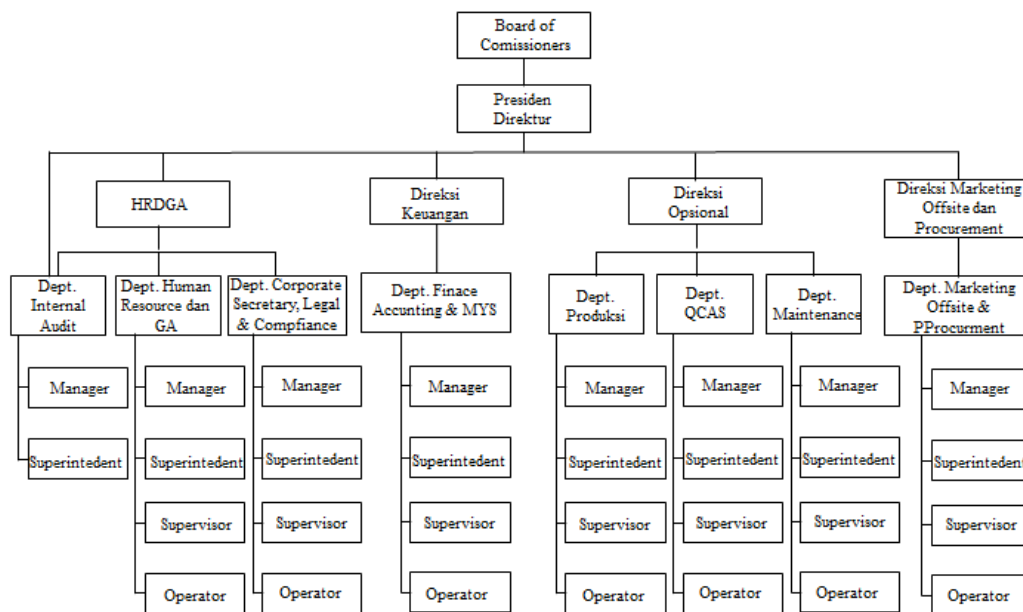 Board of
Comissioners
Presiden
Direktur
HRDGA
Direksi
Keuangan
Direksi
Opsional
Direksi Marketing
Offsite dan
Procurement
Dept.
Internal
Audit
Dept. Human
Resource dan
GA
Dept. Corporate
Secretary, Legal
& Compfiance
Dept. Finace
Accunting & MYS
Dept.
Produksi
Dept.
QCAS
Dept.
Maintenance
Dept. Marketing
Offsite &
PProcurment
Manager
Manager
Manager
Manager
Manager
Manager
Manager
Manager
Superintedent
Superintedent
Superintedent
Superintedent
Superintedent
Superintedent
Superintedent
Superintedent
Supervisor
Supervisor
Supervisor
Supervisor
Supervisor
Supervisor
Supervisor
Operator
Operator
Operator
Operator
Operator
Operator
Operator